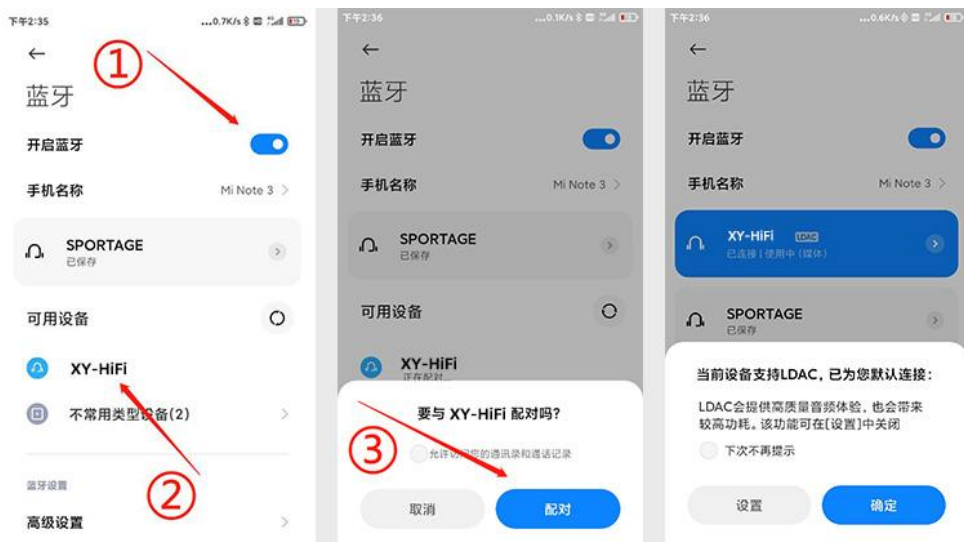 下午2:35
...0.7K/s
←
①
蓝牙
开启蓝牙
手机名称
Mi Note 3 >
SPORTAGE
已保存
可用设备
XY-HiFi
不常用类型设备(2)
②
蓝牙设置
高级设置
下午2:36
...0.1K/s
←
蓝牙
开启蓝牙
手机名称
Mi Note 3 >
SPORTAGE
已保存
可用设备
XY-HiFi
正在配对...
要与 XY-HiFi 配对吗?
③
允许访问您的通讯录和通话记录
取消
配对
下午2:36
...0.6K/s
←
蓝牙
开启蓝牙
手机名称
Mi Note 3 >
XY-HiFi LDAC
已连接 | 使用中 (媒体)
SPORTAGE
已保存
当前设备支持LDAC, 已为您默认连接:
LDAC会提供高质量音频体验, 也会带来
较高功耗。该功能可在[设置]中关闭
下次不再提示
设置
确定